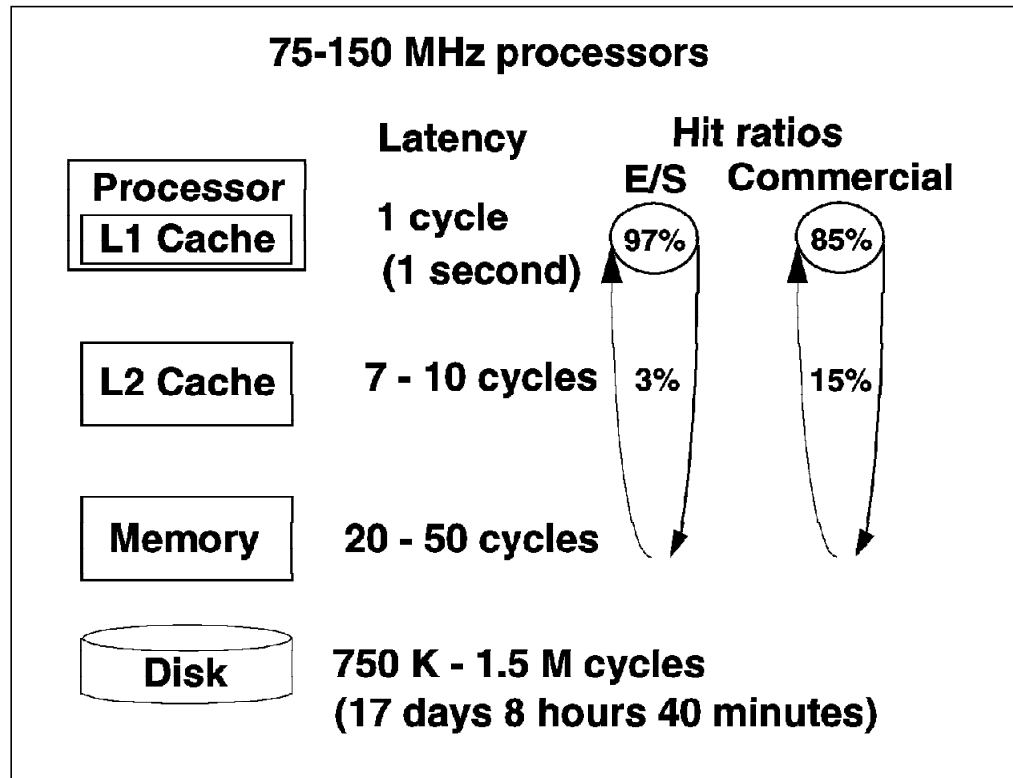 75-150 MHz processors
Latency
Hit ratios
E/S
Commercial
Processor
L1 Cache
1 cycle
(1 second)
97%
85%
L2 Cache
7 - 10 cycles
3%
15%
Memory
20 - 50 cycles
Disk
750 K - 1.5 M cycles
(17 days 8 hours 40 minutes)